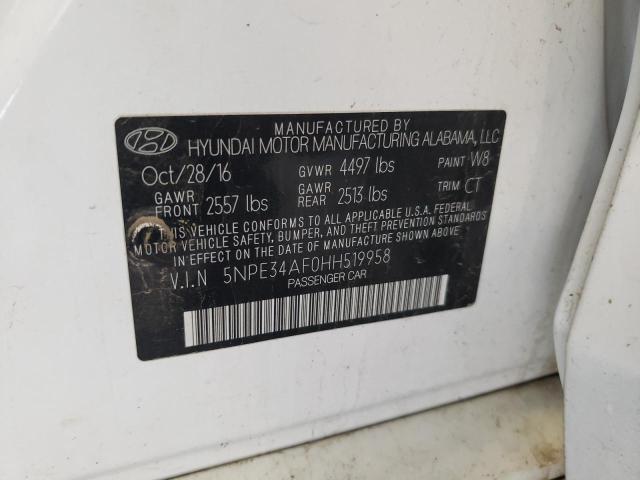 MANUFACTURED BY
HYUNDAI MOTOR MANUFACTURING ALABAMA, LLC
Oct/28/16 GVWR 4497 lbs PAINT W8
GAWR FRONT 2557 lbs GAWR REAR 2513 lbs TRIM CT
THIS VEHICLE CONFORMS TO ALL APPLICABLE U.S.A. FEDERAL
MOTOR VEHICLE SAFETY, BUMPER, AND THEFT PREVENTION STANDARDS
IN EFFECT ON THE DATE OF MANUFACTURE SHOWN ABOVE.
V.I.N 5NPE34AF0HH519958
PASSENGER CAR